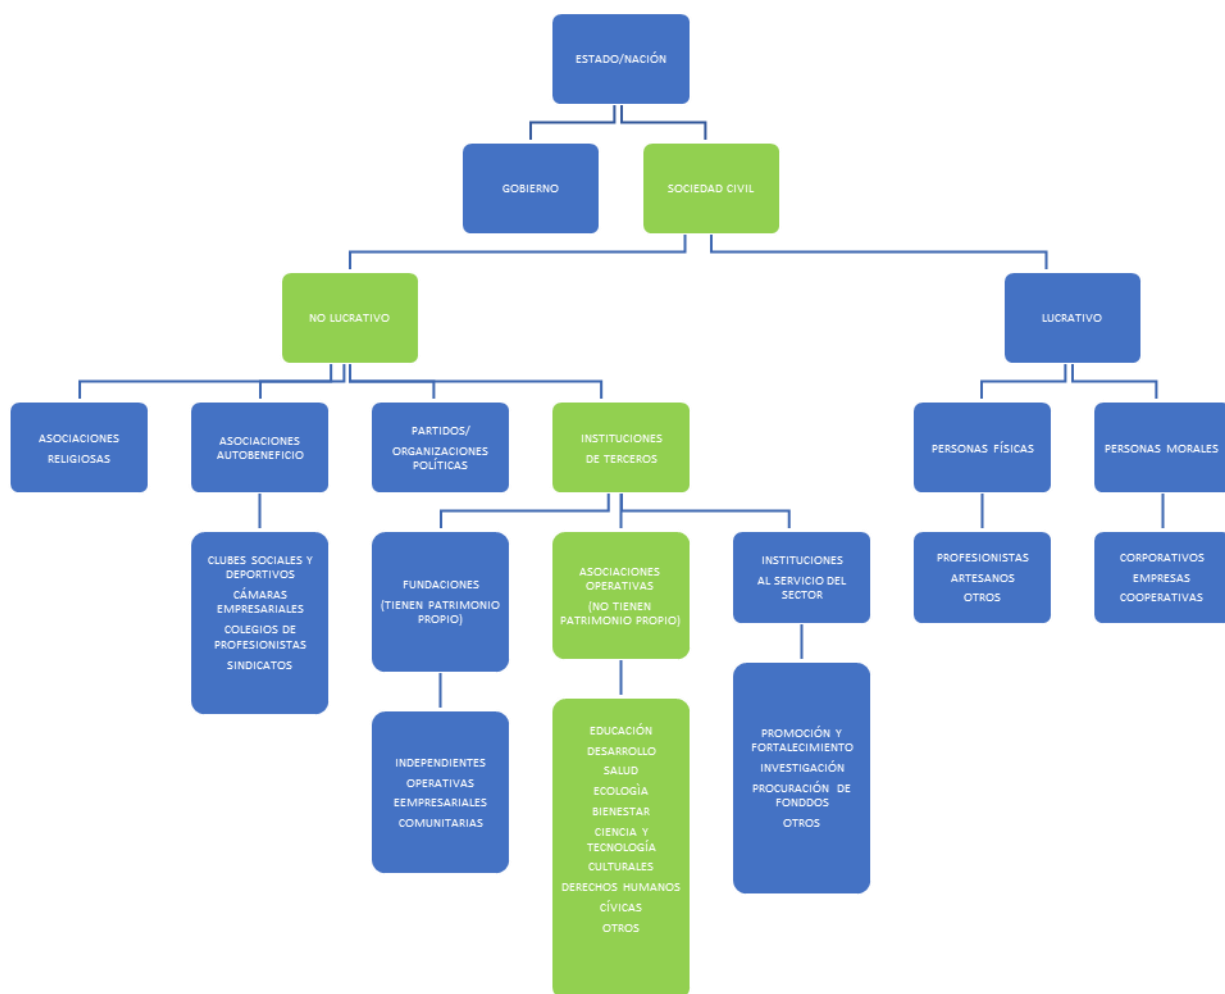 ESTADO/NACIÓN
GOBIERNO
SOCIEDAD CIVIL
NO LUCRATIVO
LUCRATIVO
ASOCIACIONES
RELIGIOSAS
ASOCIACIONES
AUTOBENEFICIO
PARTIDOS/
ORGANIZACIONES
POLÍTICAS
INSTITUCIONES
DE TERCEROS
PERSONAS FÍSICAS
PERSONAS MORALES
CLUBES SOCIALES Y
DEPORTIVOS
CÁMARAS
EMPRESARIALES
COLEGIOS DE
PROFESIONISTAS
SINDICATOS
FUNDACIONES
(TIENEN PATRIMONIO
PROPIO)
ASOCIACIONES
OPERATIVAS
(NO TIENEN
PATRIMONIO PROPIO)
INSTITUCIONES
AL SERVICIO DEL
SECTOR
PROFESIONISTAS
ARTESANOS
OTROS
CORPORATIVOS
EMPRESAS
COOPERATIVAS
INDEPENDIENTES
OPERATIVAS
EEMPRESARIALES
COMUNITARIAS
EDUCACIÓN
DESARROLLO
SALUD
ECOLOGÌA
BIENESTAR
CIENCIA Y
TECNOLOGÍA
CULTURALES
DERECHOS HUMANOS
CÍVICAS
OTROS
PROMOCIÓN Y
FORTALECIMIENTO
INVESTIGACIÓN
PROCURACIÓN DE
FONDDOS
OTROS